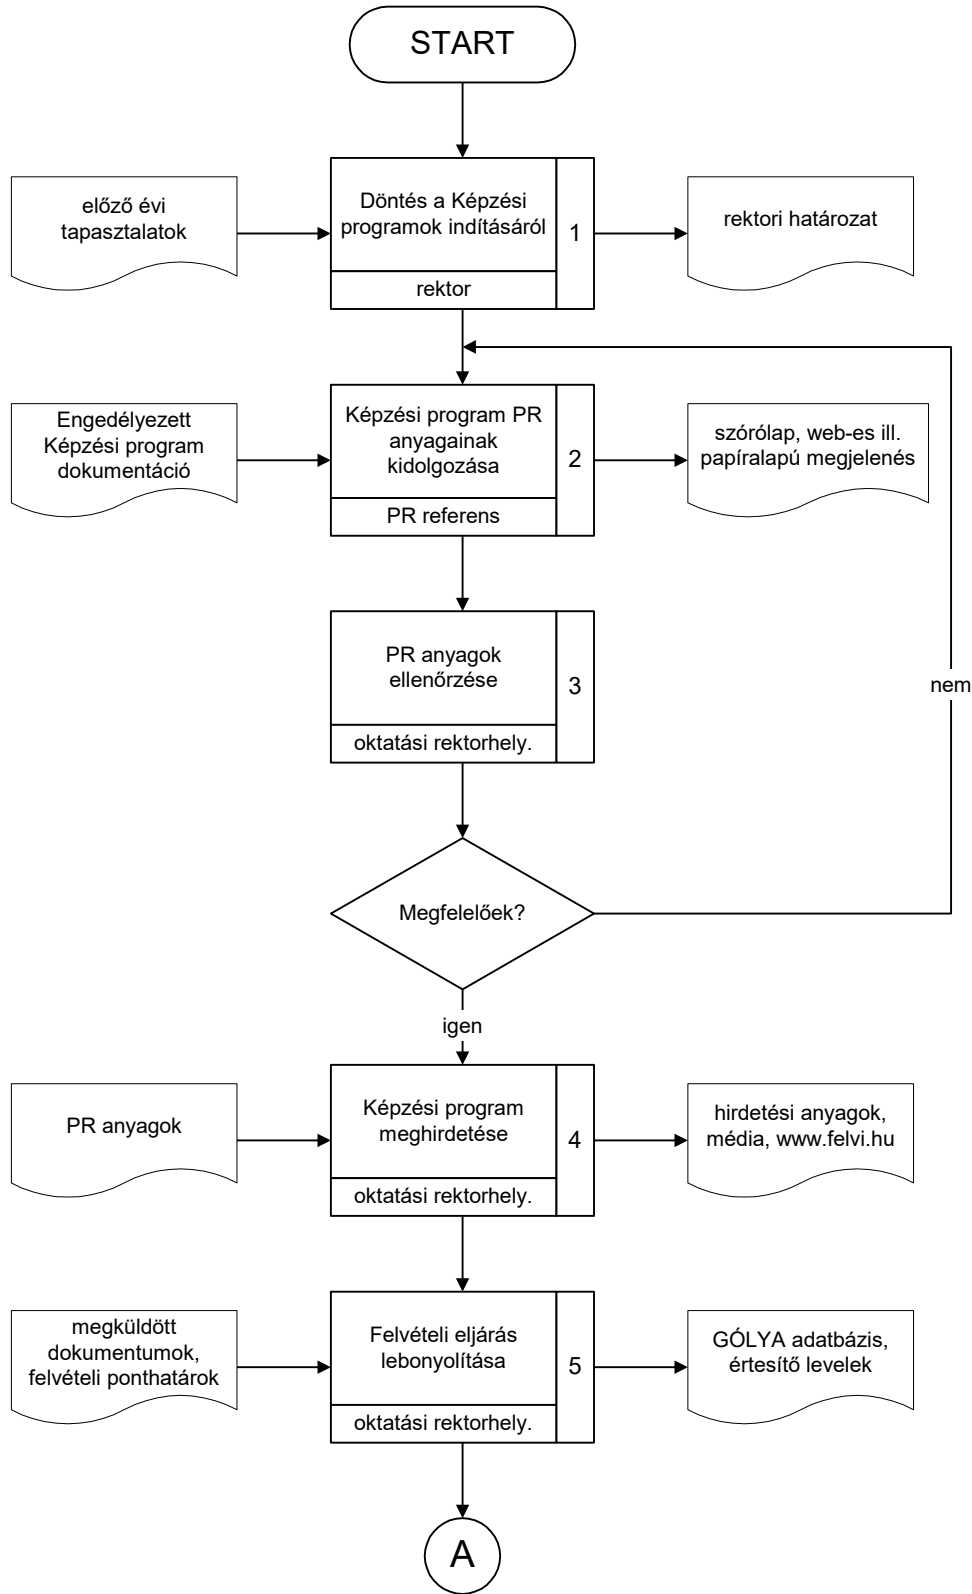 START
előző évi
tapasztalatok
Döntés a Képzési
programok indításáról
1
rektor
rektori határozat
Engedélyezett
Képzési program
dokumentáció
Képzési program PR
anyagainak
kidolgozása
2
PR referens
szórólap, web-es ill.
papíralapú megjelenés
PR anyagok
ellenőrzése
3
oktatási rektorhely.
nem
Megfelelőek?
igen
PR anyagok
Képzési program
meghirdetése
4
oktatási rektorhely.
hirdetési anyagok,
média, www.felvi.hu
megküldött
dokumentumok,
felvételi ponthatárok
Felvételi eljárás
lebonyolítása
5
oktatási rektorhely.
GÓLYA adatbázis,
értesítő levelek
A